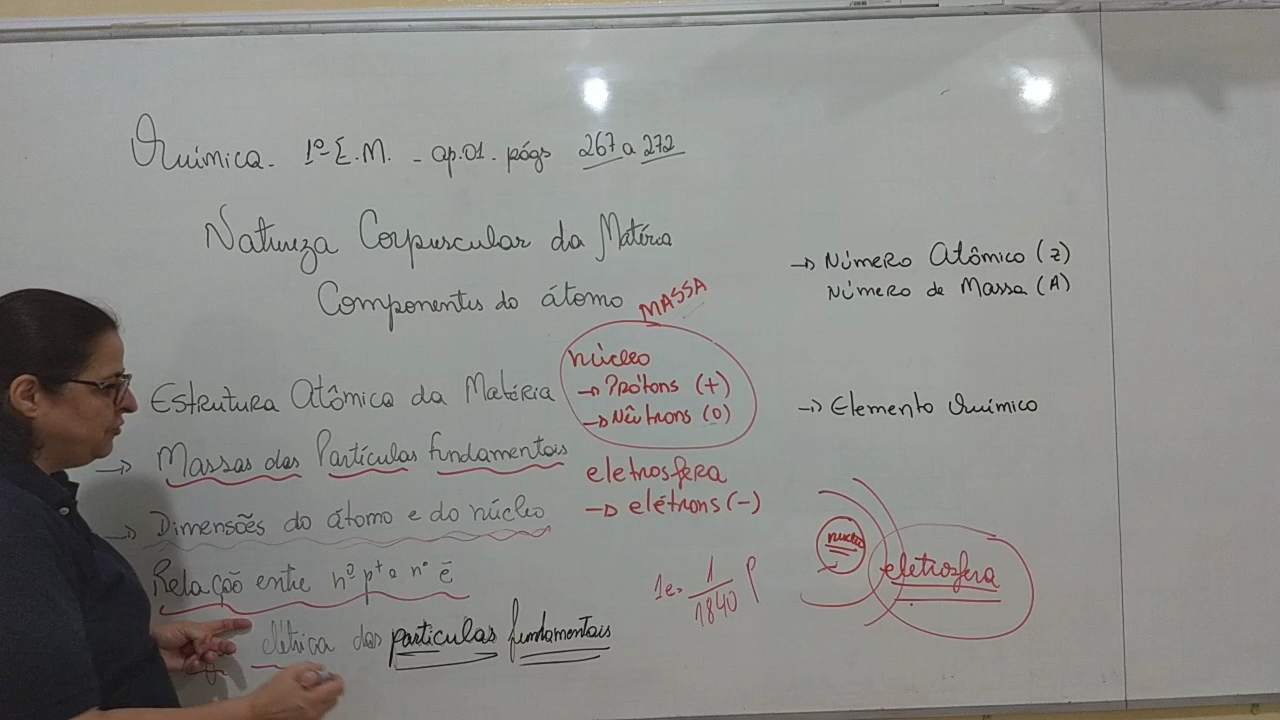 Química - 1º E.M. - ap.01. págs 267 a 272
Natureza Corpuscular da Matéria
Componentes do átomo
MASSA
núcleo
→ Prótons (+)
→ Nêutrons (0)
eletrosfera
→ elétrons (-)
Estrutura Atômica da Matéria
→ Massas das Partículas fundamentais
→ Dimensões do átomo e do núcleo
Relação entre nº p+ e nº ē
elétrica das partículas fundamentais
1e = 1/1840 P
→ Número Atômico (Z)
Número de Massa (A)
→ Elemento Químico
núcleo
eletrosfera